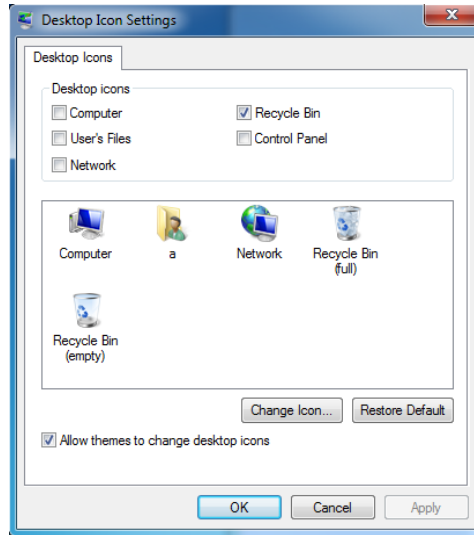 Desktop Icon Settings
Desktop Icons
Desktop icons
Computer
Recycle Bin
User's Files
Control Panel
Network
Computer
a
Network
Recycle Bin
(full)
Recycle Bin
(empty)
Change Icon...
Restore Default
Allow themes to change desktop icons
OK
Cancel
Apply